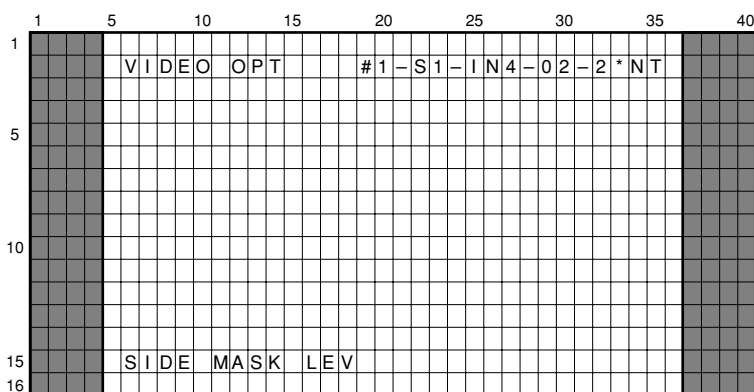 1 5 10 15 20 25 30 35 40
1
VIDEO OPT #1–S1–IN4–02–2*NT
5
10
15 SIDE MASK LEV
16